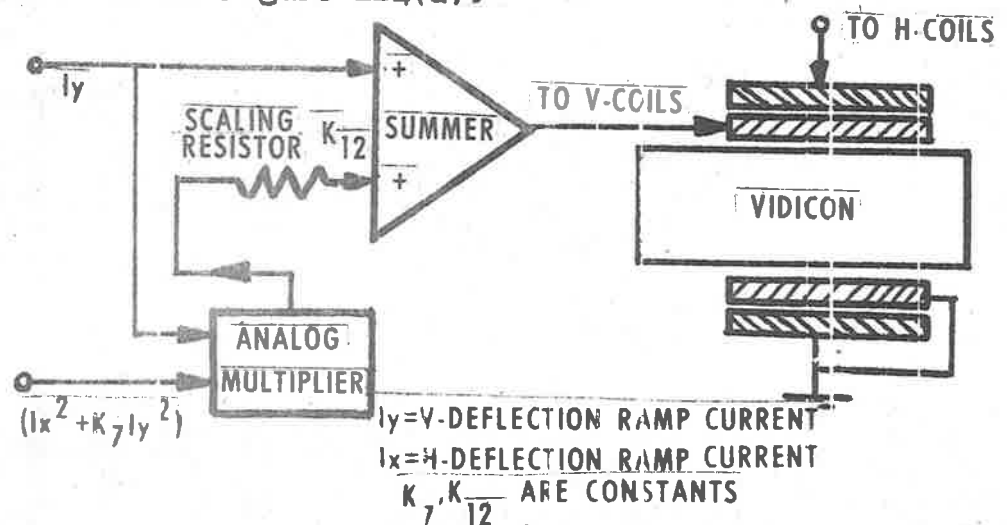 TO H-COILS
Iy
TO V-COILS
SCALING
RESISTOR K12
SUMMER
+
+
VIDICON
ANALOG
MULTIPLIER
(Ix²+K7Iy²)
Iy=V-DEFLECTION RAMP CURRENT
Ix=H-DEFLECTION RAMP CURRENT
K7,K12 ARE CONSTANTS